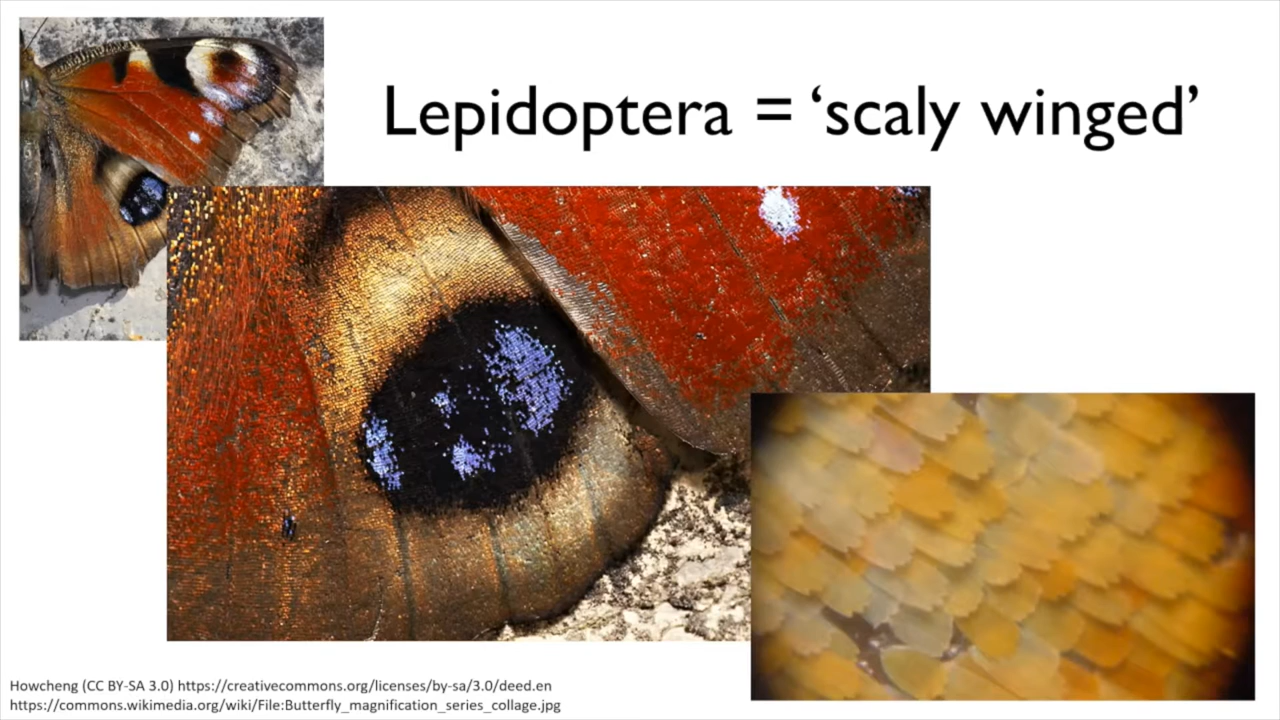 Lepidoptera = ‘scaly winged’
Howcheng (CC BY-SA 3.0) https://creativecommons.org/licenses/by-sa/3.0/deed.en
https://commons.wikimedia.org/wiki/File:Butterfly_magnification_series_collage.jpg